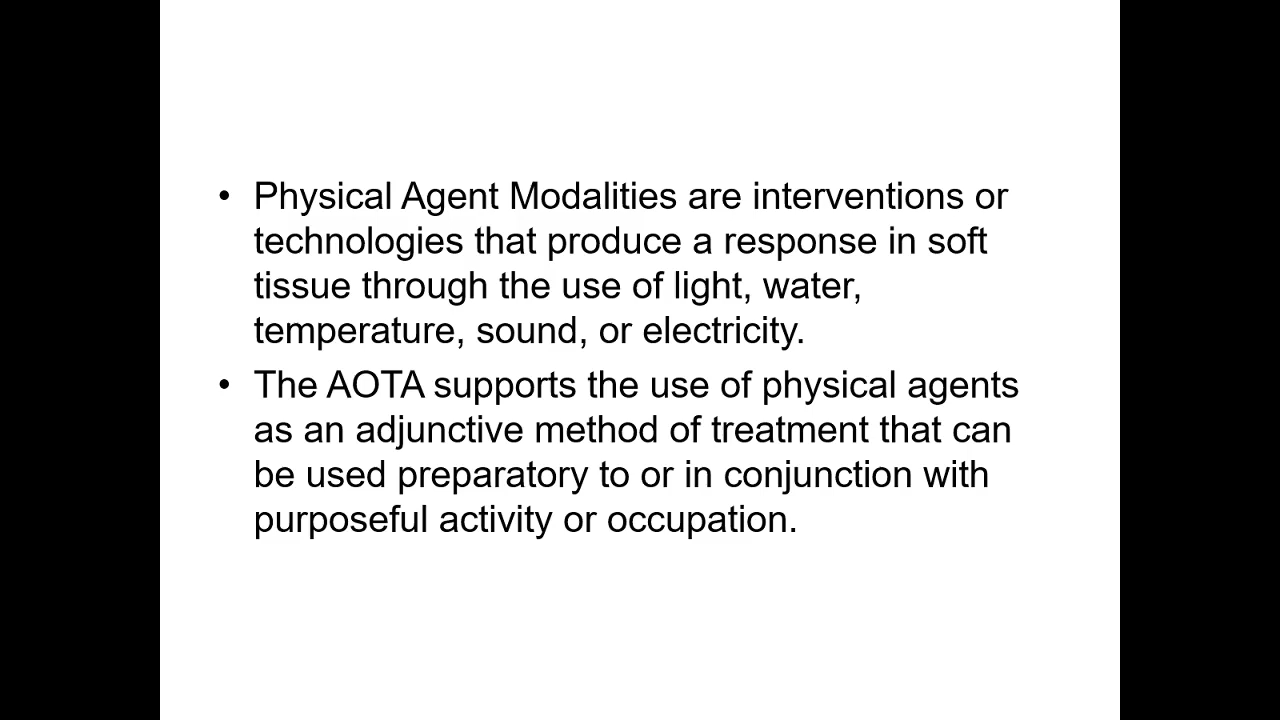 • Physical Agent Modalities are interventions or
technologies that produce a response in soft
tissue through the use of light, water,
temperature, sound, or electricity.
• The AOTA supports the use of physical agents
as an adjunctive method of treatment that can
be used preparatory to or in conjunction with
purposeful activity or occupation.